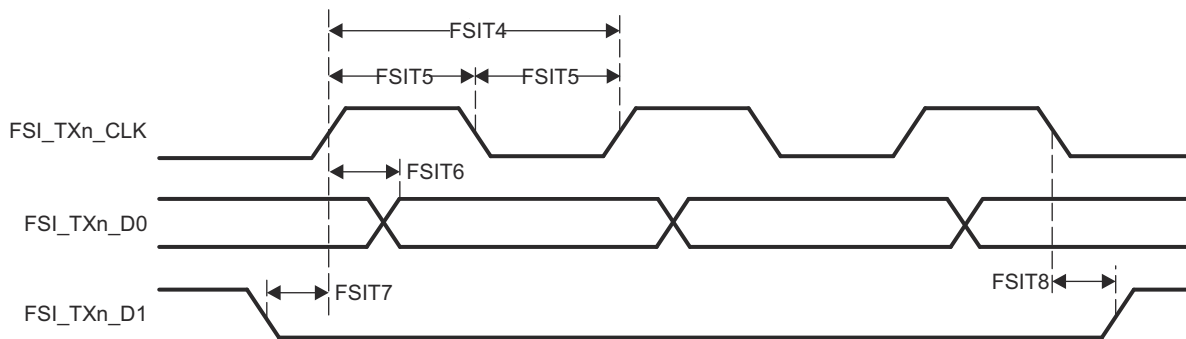 FSIT4
FSIT5 FSIT5
FSI_TXn_CLK
FSIT6
FSI_TXn_D0
FSIT7 FSIT8
FSI_TXn_D1